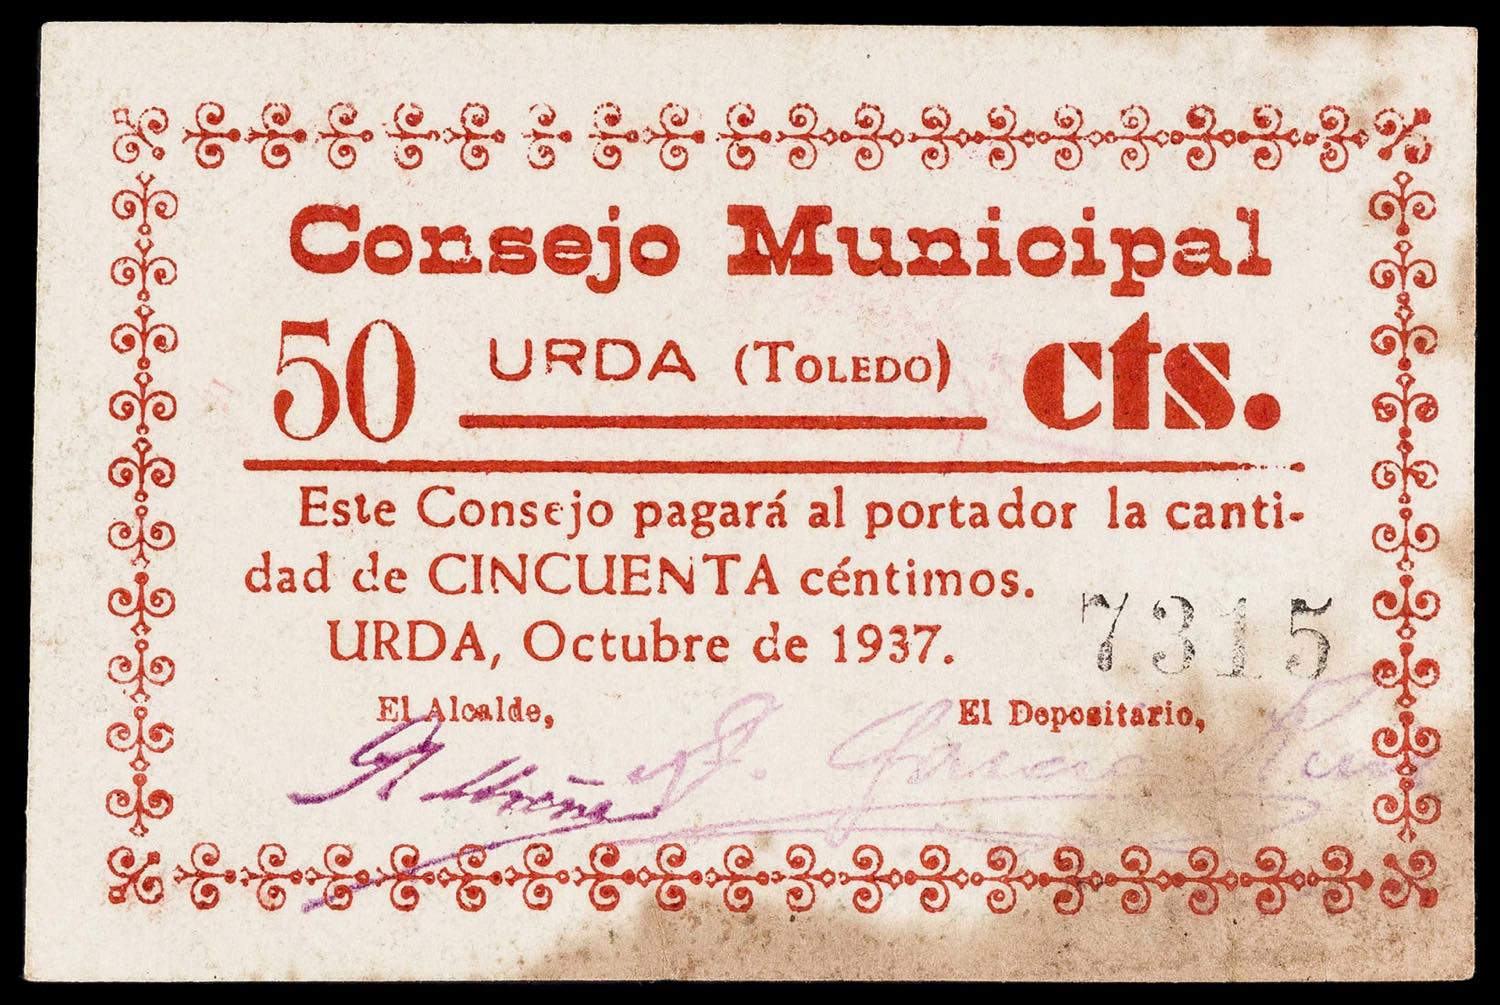 Consejo Municipal
50 URDA (TOLEDO) cts.
Este Consejo pagará al portador la canti-
dad de CINCUENTA céntimos.
URDA, Octubre de 1937.
7315
El Alcalde,
El Depositário,